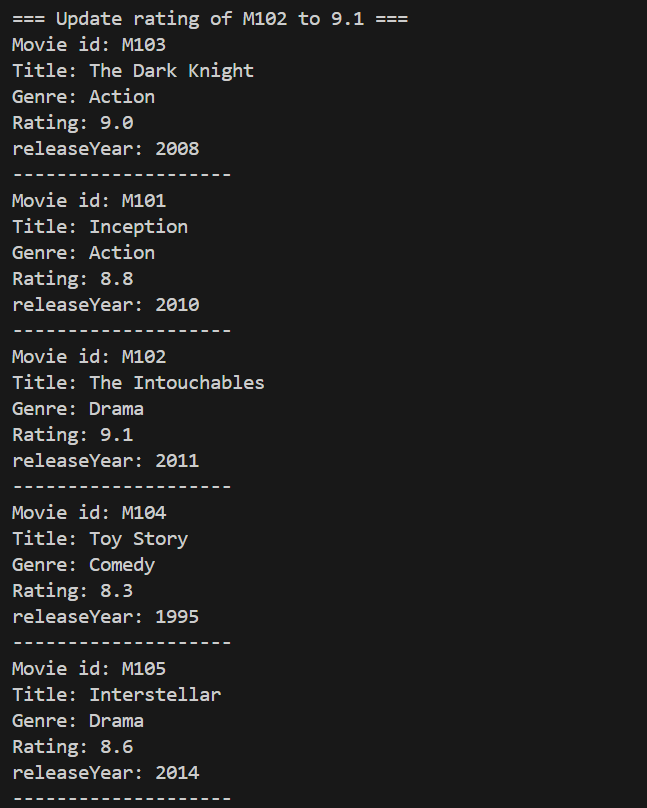 === Update rating of M102 to 9.1 ===
Movie id: M103
Title: The Dark Knight
Genre: Action
Rating: 9.0
releaseYear: 2008
--------------------
Movie id: M101
Title: Inception
Genre: Action
Rating: 8.8
releaseYear: 2010
--------------------
Movie id: M102
Title: The Intouchables
Genre: Drama
Rating: 9.1
releaseYear: 2011
--------------------
Movie id: M104
Title: Toy Story
Genre: Comedy
Rating: 8.3
releaseYear: 1995
--------------------
Movie id: M105
Title: Interstellar
Genre: Drama
Rating: 8.6
releaseYear: 2014
--------------------